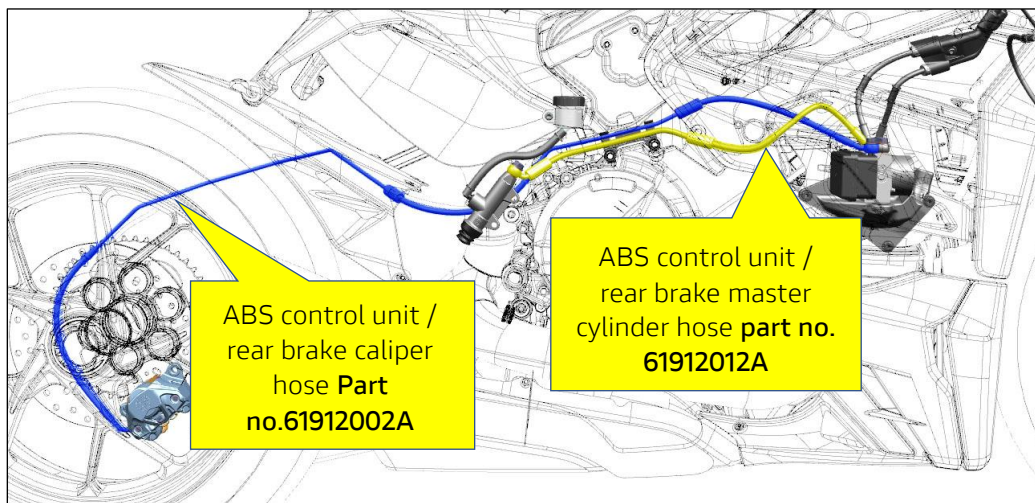 ABS control unit /
rear brake caliper
hose Part
no.61912002A
ABS control unit /
rear brake master
cylinder hose part no.
61912012A